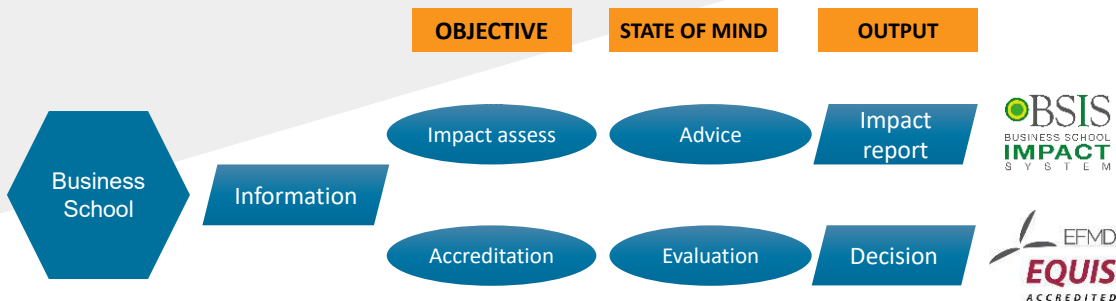 OBJECTIVE
STATE OF MIND
OUTPUT
Impact assess
Advice
Impact
report
BSIS
BUSINESS SCHOOL
IMPACT
SYSTEM
Business
School
Information
Accreditation
Evaluation
Decision
EFMD
EQUIS
ACCREDITED